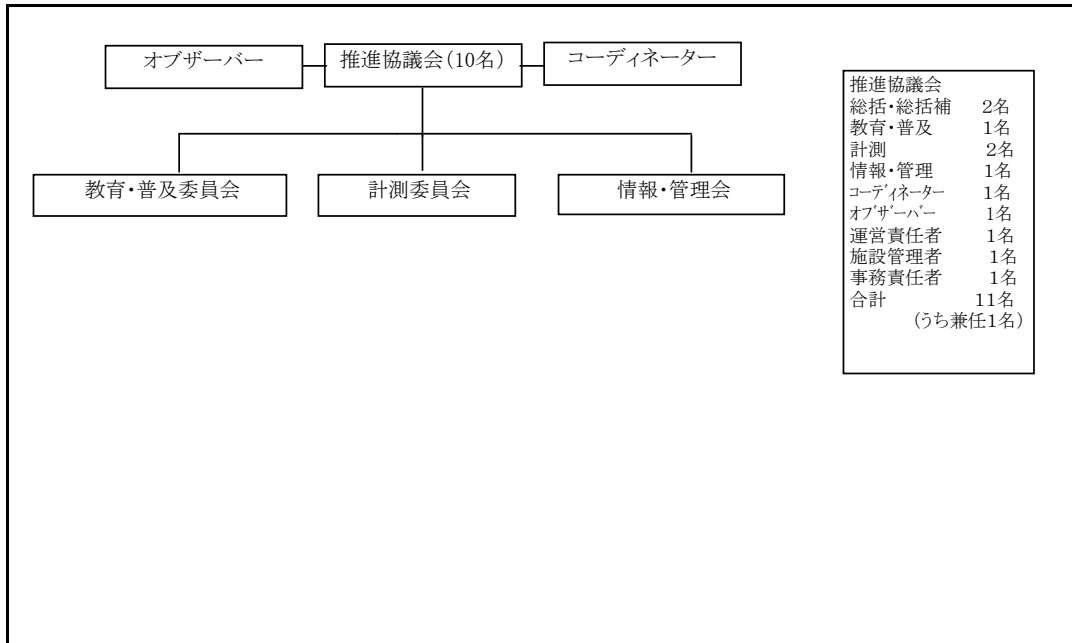 オブザーバー
推進協議会(10名)
コーディネーター
教育・普及委員会
計測委員会
情報・管理会
推進協議会
総括・総括補 2名
教育・普及 1名
計測 2名
情報・管理 1名
ｺｰﾃﾞｨﾈｰﾀｰ 1名
ｵﾌﾞｻﾞｰﾊﾞｰ 1名
運営責任者 1名
施設管理者 1名
事務責任者 1名
合計 11名
(うち兼任1名)